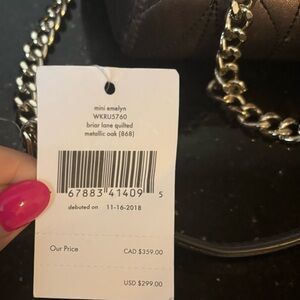 mini emelyn
WKRU5760
briar lane quilted
metallic oak (868)
67883 41409 5
debuted on 11-16-2018
Our Price CAD $359.00
USD $299.00